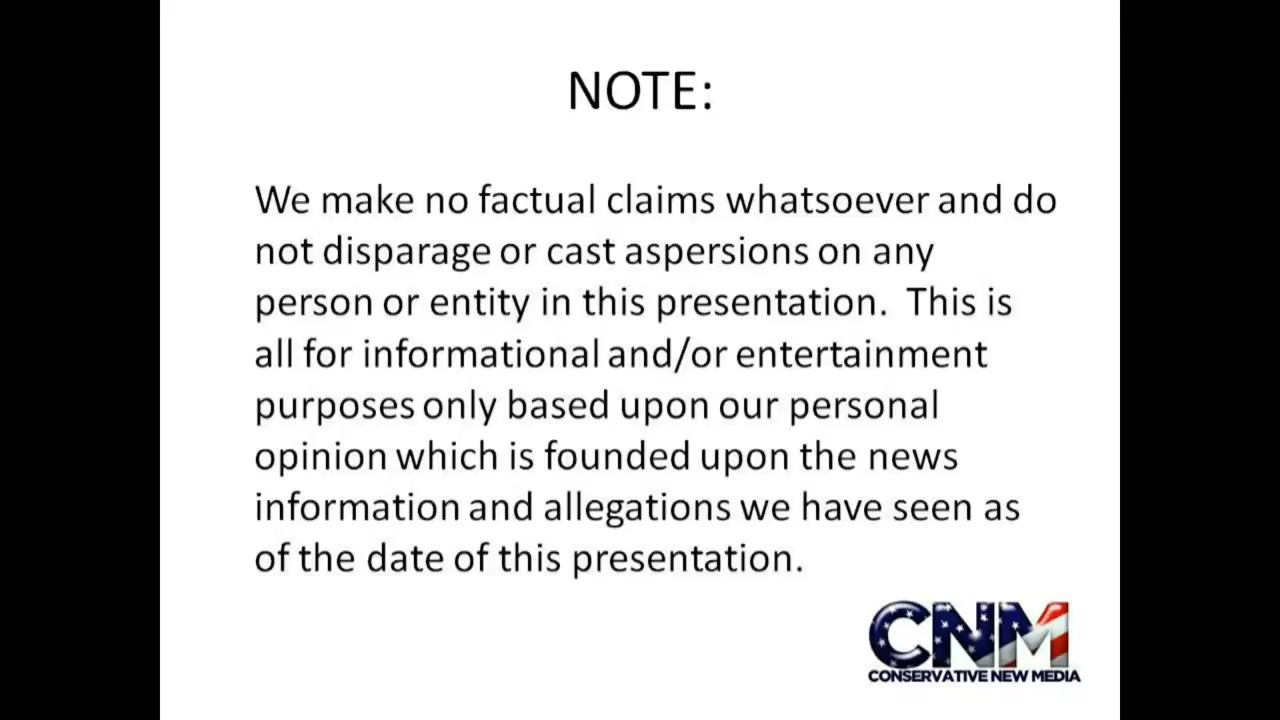 NOTE:
We make no factual claims whatsoever and do
not disparage or cast aspersions on any
person or entity in this presentation.  This is
all for informational and/or entertainment
purposes only based upon our personal
opinion which is founded upon the news
information and allegations we have seen as
of the date of this presentation.
CNM
CONSERVATIVE NEW MEDIA